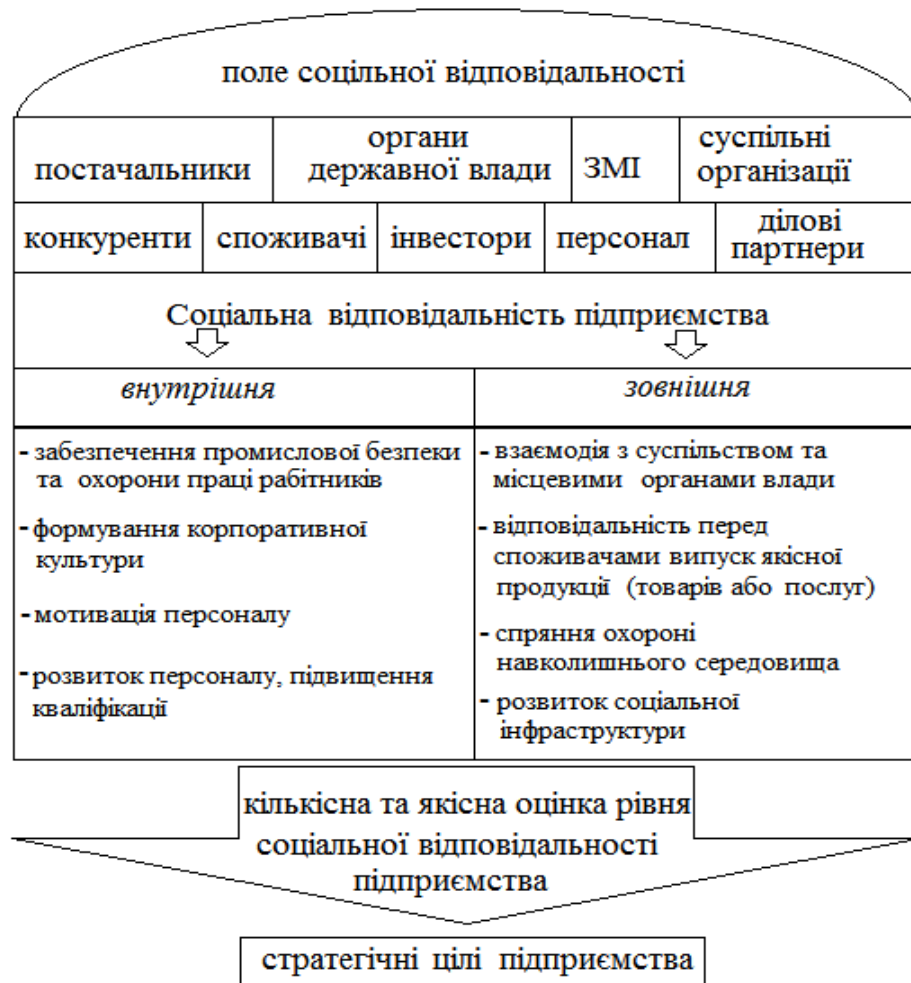 поле соцільної відповідальності
постачальники
органи
державної влади
ЗМІ
суспільні
організації
конкуренти
споживачі
інвестори
персонал
ділові
партнери
Соціальна відповідальність підприємства
внутрішня
- забезпечення промислової безпеки
та охорони праці рабітників
- формування корпоративної
культури
- мотивація персоналу
- розвиток персоналу, підвищення
кваліфікації
зовнішня
- взаємодія з суспільством та
місцевими органами влади
- відповідальність перед
споживачами випуск якісної
продукції (товарів або послуг)
- спряння охороні
навколишнього середовища
- розвиток соціальної
інфраструктури
кількісна та якісна оцінка рівня
соціальної відповідальності
підприємства
стратегічні цілі підприємства